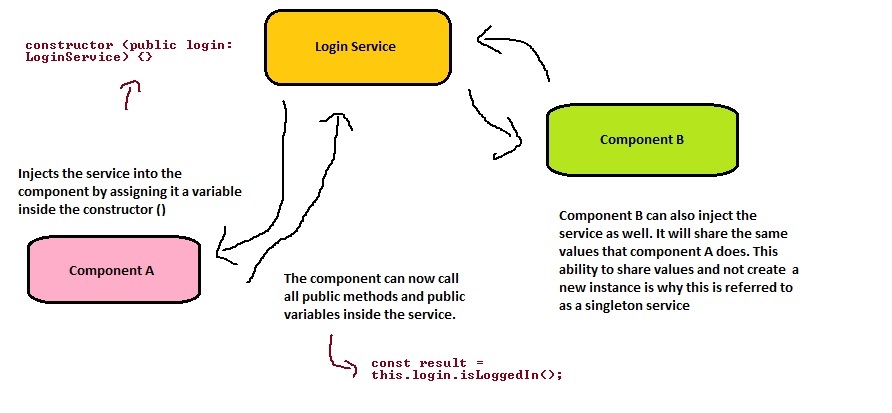 constructor (public login:
LoginService) {}
Login Service
Component B
Injects the service into the
component by assigning it a variable
inside the constructor ()
Component A
Component B can also inject the
service as well. It will share the same
values that component A does. This
ability to share values and not create a
new instance is why this is referred to
as a singleton service
The component can now call
all public methods and public
variables inside the service.
const result =
this.login.isLoggedIn();